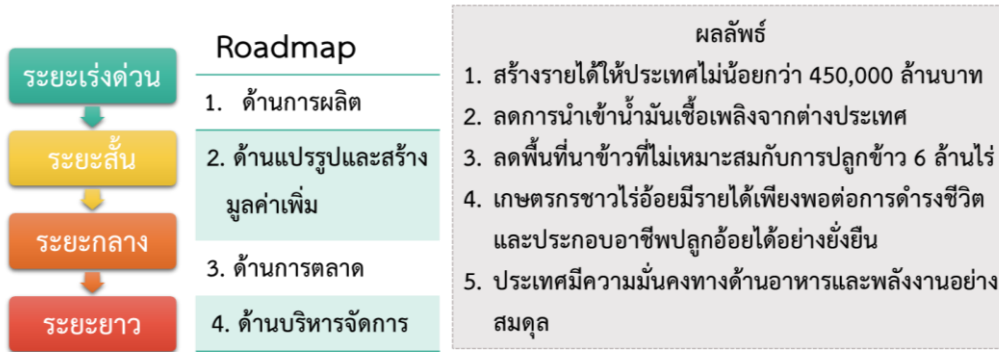 ระยะเร่งด่วน
ระยะสั้น
ระยะกลาง
ระยะยาว
Roadmap
1. ด้านการผลิต
2. ด้านแปรรูปและสร้าง
มูลค่าเพิ่ม
3. ด้านการตลาด
4. ด้านบริหารจัดการ
ผลลัพธ์
1. สร้างรายได้ให้ประเทศไม่น้อยกว่า 450,000 ล้านบาท
2. ลดการนำเข้าน้ำมันเชื้อเพลิงจากต่างประเทศ
3. ลดพื้นที่นาข้าวที่ไม่เหมาะสมกับการปลูกข้าว 6 ล้านไร่
4. เกษตรกรชาวไร่อ้อยมีรายได้เพียงพอต่อการดำรงชีวิต
และประกอบอาชีพปลูกอ้อยได้อย่างยั่งยืน
5. ประเทศมีความมั่นคงทางด้านอาหารและพลังงานอย่าง
สมดุล